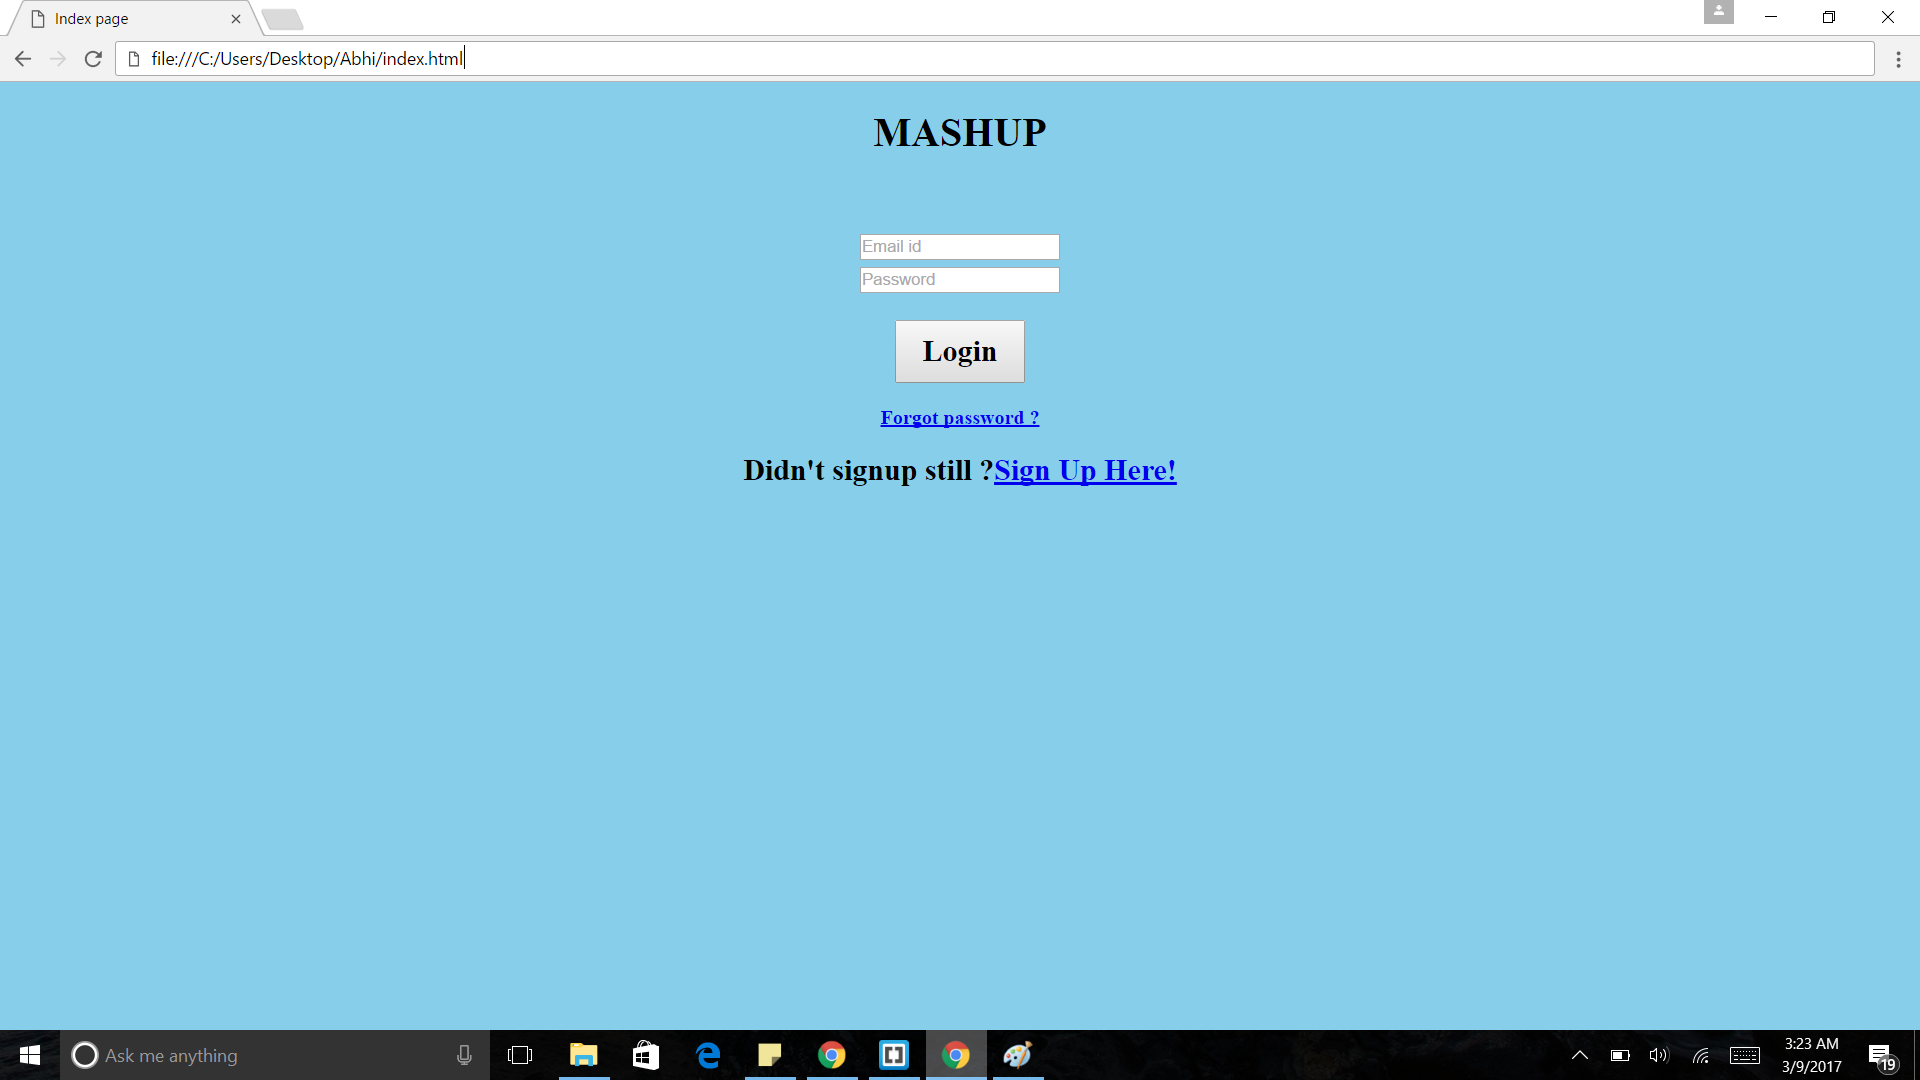 Index page
file:///C:/Users/Desktop/Abhi/index.html
MASHUP
Email id
Password
Login
Forgot password ?
Didn't signup still ?Sign Up Here!
Ask me anything
3:23 AM
3/9/2017
19